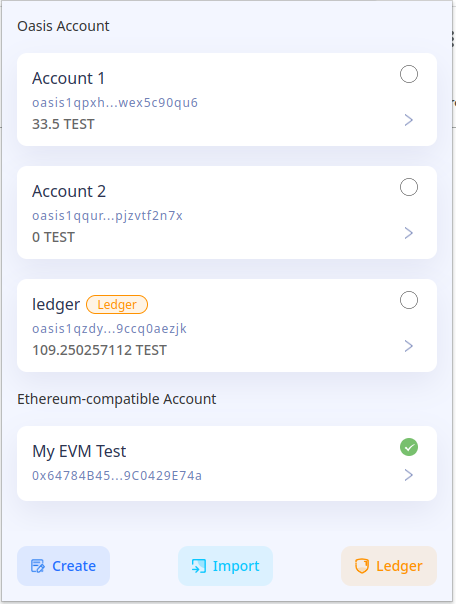 Oasis Account
Account 1
oasis1qpxh...wex5c90qu6
33.5 TEST
Account 2
oasis1qqur...pjzvtf2n7x
0 TEST
ledger Ledger
oasis1qzdy...9ccq0aezjk
109.250257112 TEST
Ethereum-compatible Account
My EVM Test
0x64784B45...9C0429E74a
Create Import Ledger